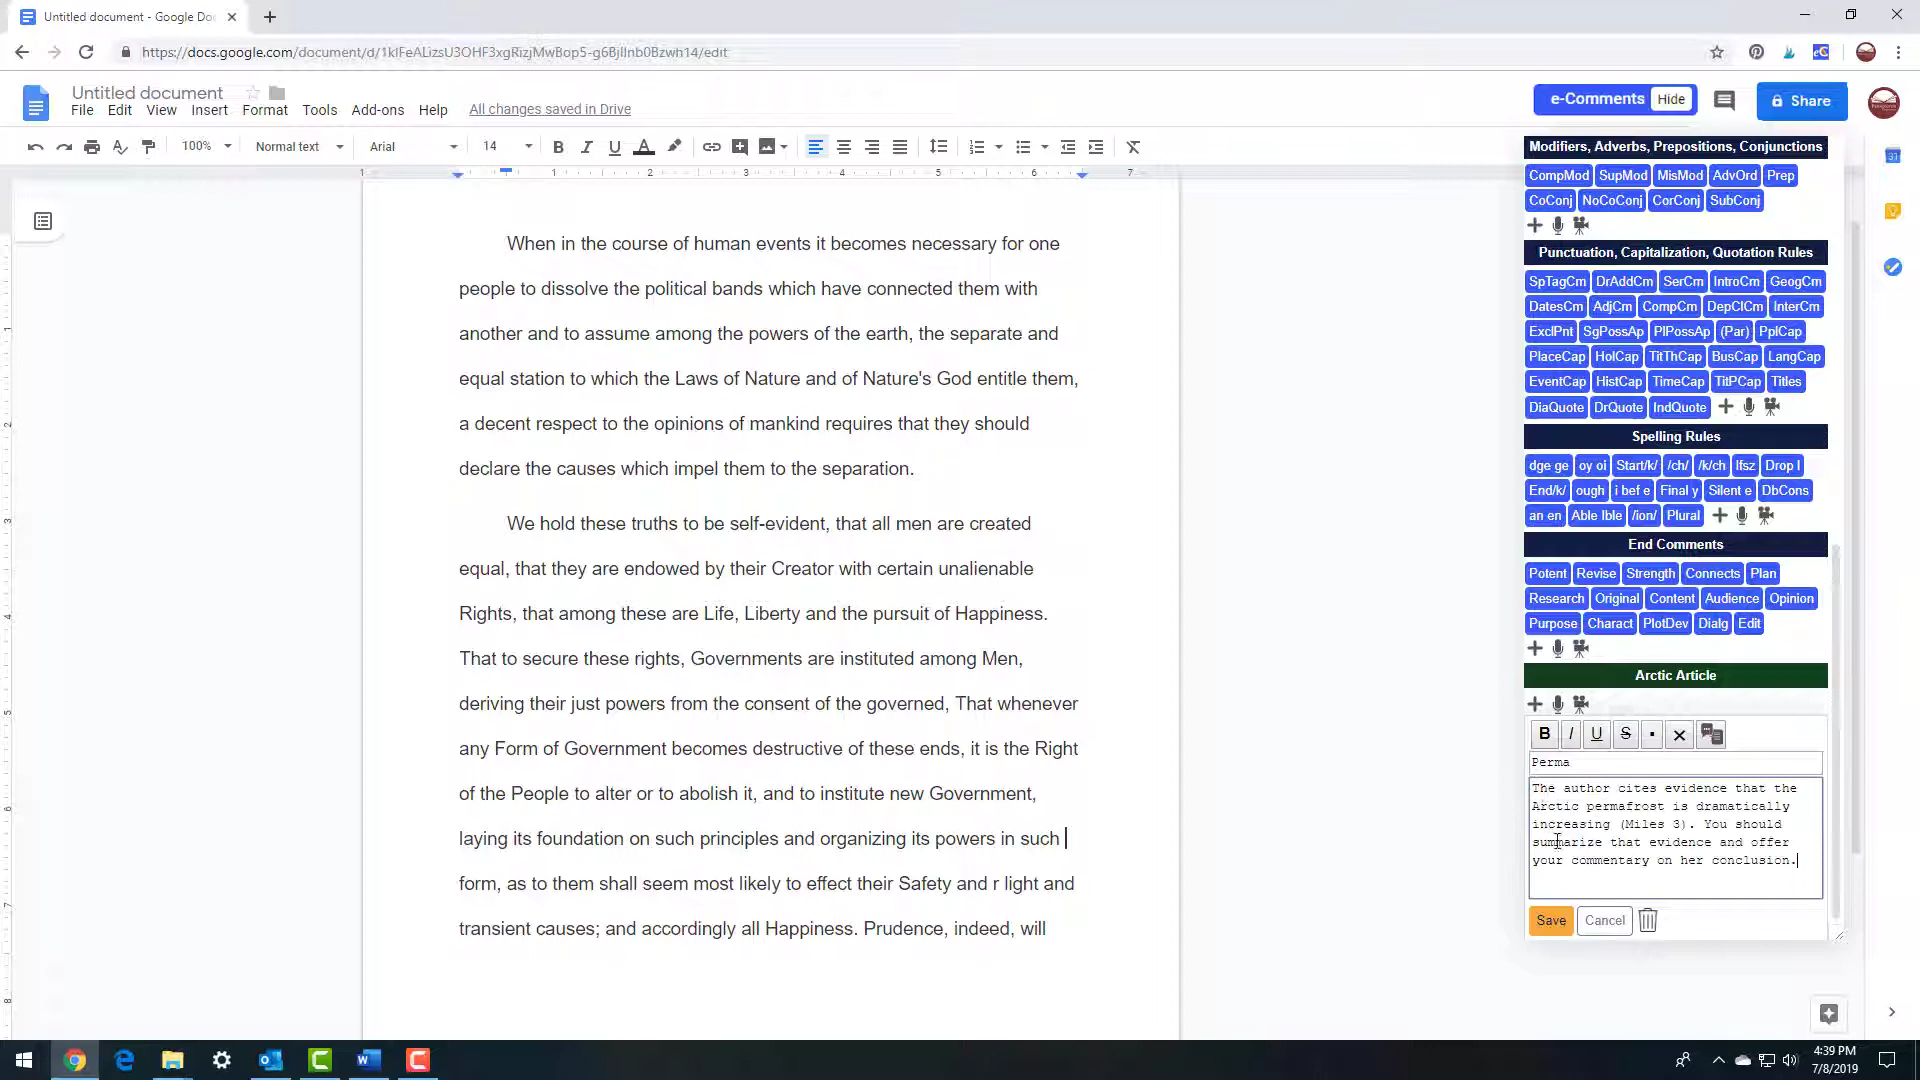 Untitled document - Google Do
https://docs.google.com/document/d/1kIFeALizsU3OHF3xgRizjMwBop5-g6BjlInb0Bzwh14/edit
Untitled document
File Edit View Insert Format Tools Add-ons Help All changes saved in Drive
e-Comments Hide
Share
100% Normal text Arial 14
1 1 2 3 4 5 6 7
When in the course of human events it becomes necessary for one
people to dissolve the political bands which have connected them with
another and to assume among the powers of the earth, the separate and
equal station to which the Laws of Nature and of Nature's God entitle them,
a decent respect to the opinions of mankind requires that they should
declare the causes which impel them to the separation.
We hold these truths to be self-evident, that all men are created
equal, that they are endowed by their Creator with certain unalienable
Rights, that among these are Life, Liberty and the pursuit of Happiness.
That to secure these rights, Governments are instituted among Men,
deriving their just powers from the consent of the governed, That whenever
any Form of Government becomes destructive of these ends, it is the Right
of the People to alter or to abolish it, and to institute new Government,
laying its foundation on such principles and organizing its powers in such
form, as to them shall seem most likely to effect their Safety and r light and
transient causes; and accordingly all Happiness. Prudence, indeed, will
Modifiers, Adverbs, Prepositions, Conjunctions
CompMod SupMod MisMod AdvOrd Prep
CoConj NoCoConj CorConj SubConj
Punctuation, Capitalization, Quotation Rules
SpTagCm DrAddCm SerCm IntroCm GeogCm
DatesCm AdjCm CompCm DepClCm InterCm
ExclPnt SgPossAp PlPossAp (Par) PplCap
PlaceCap HolCap TitThCap BusCap LangCap
EventCap HistCap TimeCap TitPCap Titles
DiaQuote DrQuote IndQuote
Spelling Rules
dge ge oy oi Start/k/ /ch/ /k/ch lfsz Drop l
End/k/ ough i bef e Final y Silent e DbCons
an en Able Ible /ion/ Plural
End Comments
Potent Revise Strength Connects Plan
Research Original Content Audience Opinion
Purpose Charact PlotDev Dialg Edit
Arctic Article
B I U S
Perma
The author cites evidence that the
Arctic permafrost is dramatically
increasing (Miles 3). You should
summarize that evidence and offer
your commentary on her conclusion.
Save Cancel
4:39 PM
7/8/2019